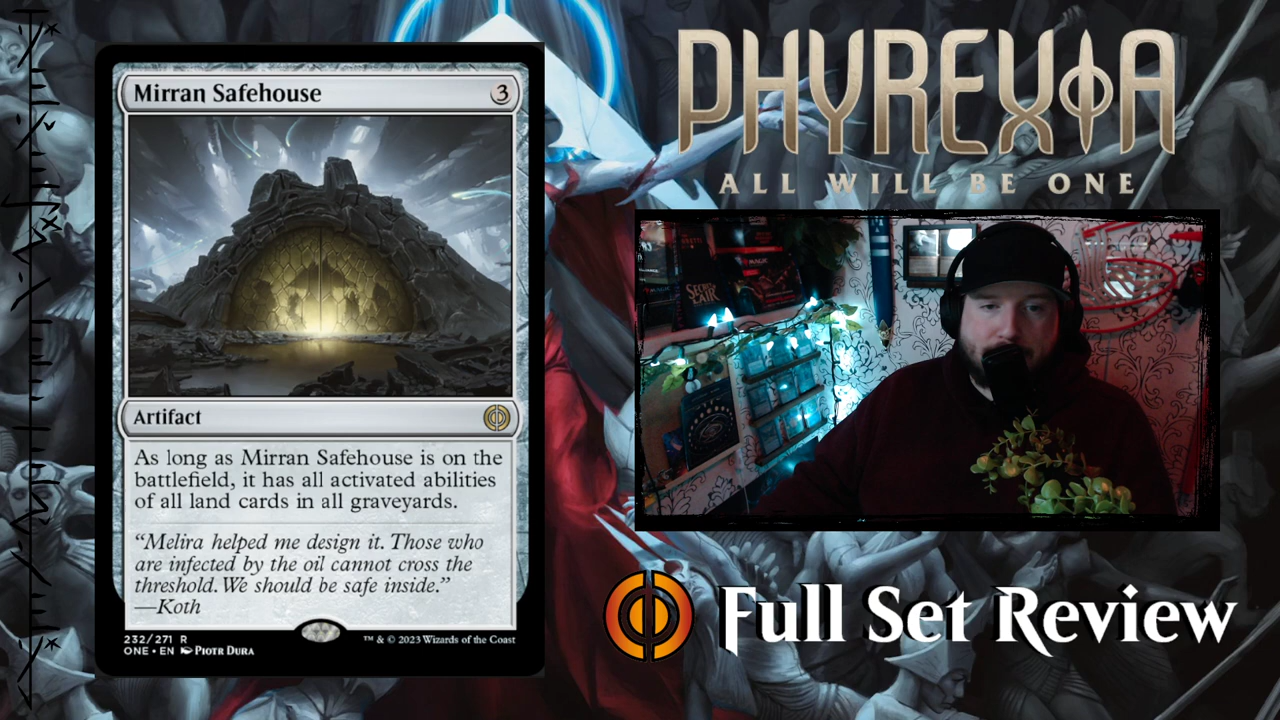 Mirran Safehouse 3
Artifact
As long as Mirran Safehouse is on the
battlefield, it has all activated abilities
of all land cards in all graveyards.
“Melira helped me design it. Those who
are infected by the oil cannot cross the
threshold. We should be safe inside.”
—Koth
232/271 R
ONE • EN Piotr Dura
™ & © 2023 Wizards of the Coast
PHYREXIA
ALL WILL BE ONE
SECRET
LAIR
MAGIC
Full Set Review